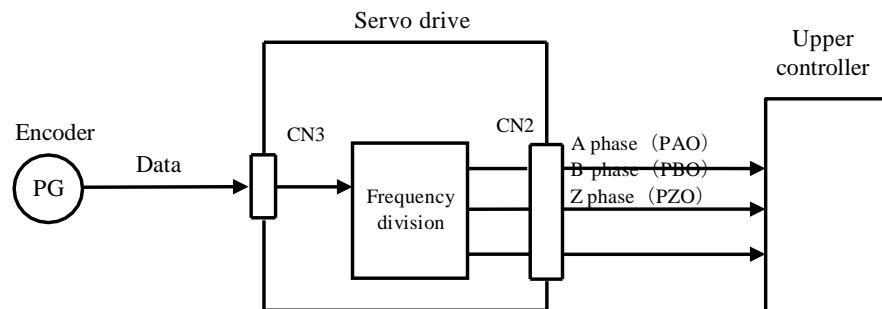 Servo drive
Upper
controller
Encoder
PG
Data
CN3
CN2
Frequency
division
A phase（PAO）
B phase（PBO）
Z phase（PZO）